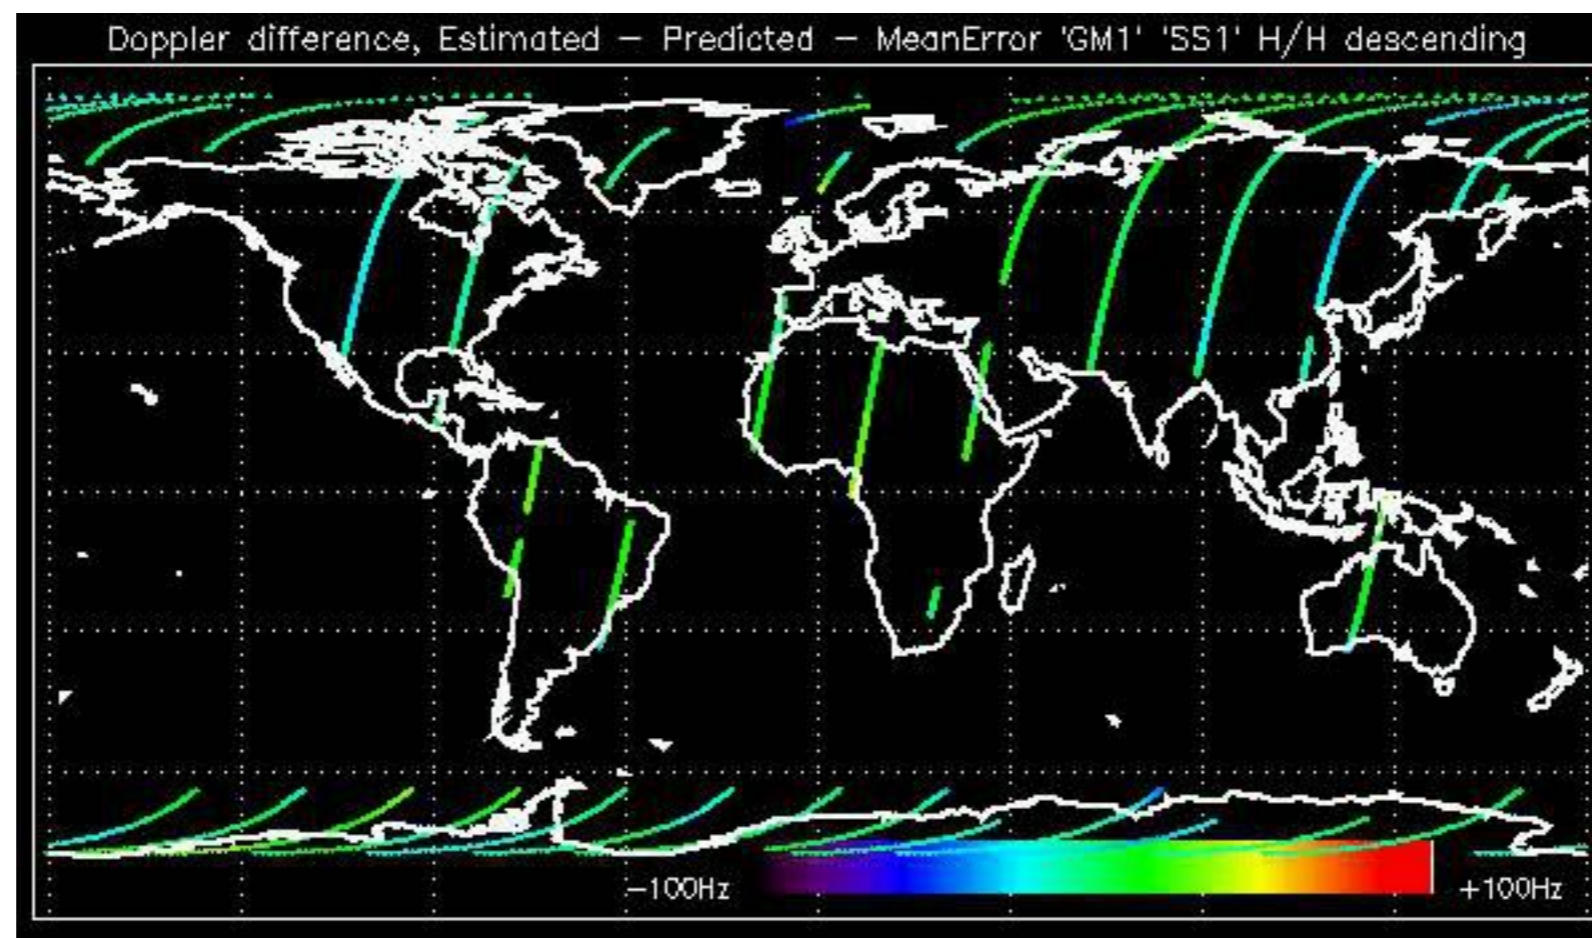 Doppler difference, Estimated — Predicted — MeanError 'GM1' 'SS1' H/H descending
−100Hz +100Hz